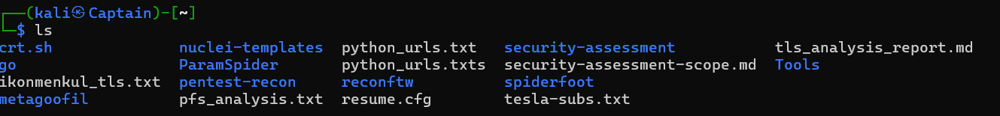 ┌──(kali㉿Captain)-[~]
└─$ ls
crt.sh nuclei-templates python_urls.txt security-assessment tls_analysis_report.md
go ParamSpider python_urls.txts security-assessment-scope.md Tools
ikonmenkul_tls.txt pentest-recon reconftw spiderfoot
metagoofil pfs_analysis.txt resume.cfg tesla-subs.txt